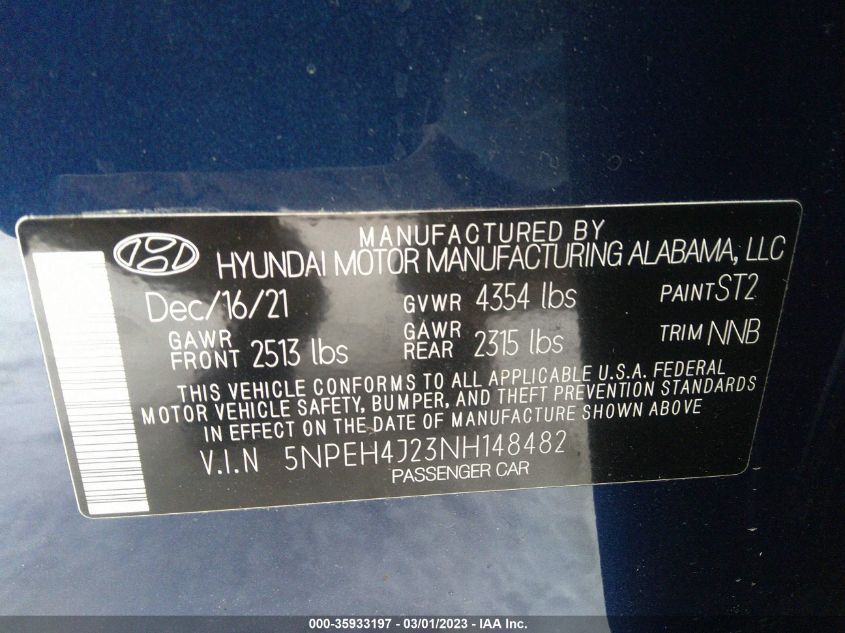 MANUFACTURED BY
HYUNDAI MOTOR MANUFACTURING ALABAMA, LLC
Dec/16/21 GVWR 4354 lbs PAINT ST2
GAWR FRONT 2513 lbs GAWR REAR 2315 lbs TRIM NNB
THIS VEHICLE CONFORMS TO ALL APPLICABLE U.S.A. FEDERAL
MOTOR VEHICLE SAFETY, BUMPER, AND THEFT PREVENTION STANDARDS
IN EFFECT ON THE DATE OF MANUFACTURE SHOWN ABOVE
V.I.N 5NPEH4J23NH148482
PASSENGER CAR
000-35933197 - 03/01/2023 - IAA Inc.